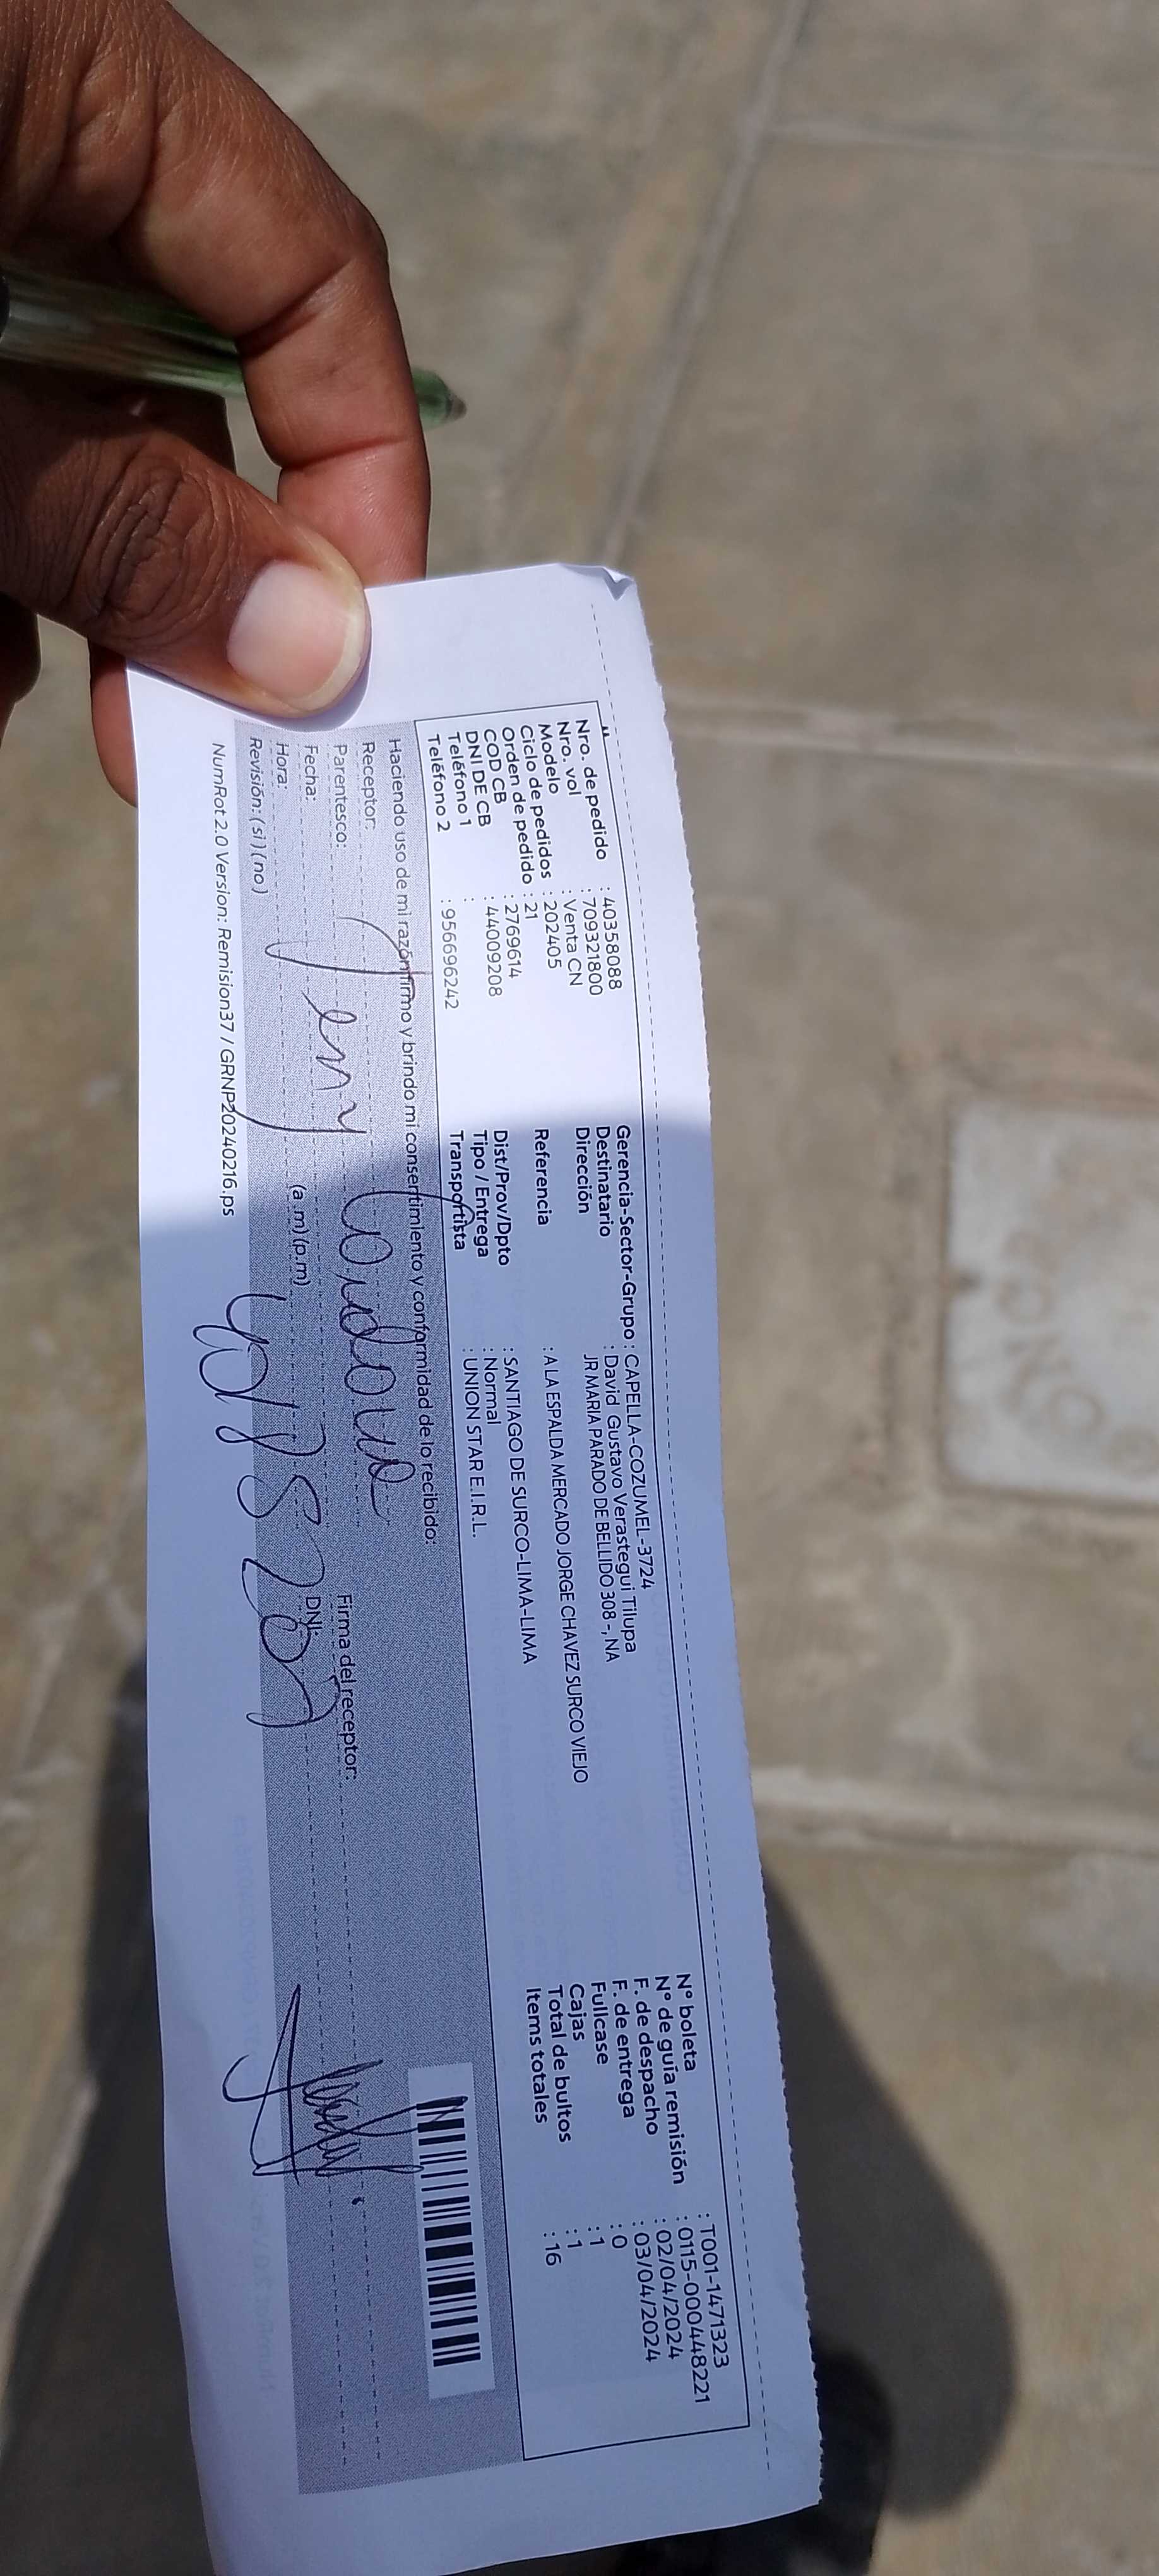 Nro. de pedido : 40358088
Nro. vol : 709321800
Modelo : Venta CN
Ciclo de pedidos : 202405
Orden de pedido : 21
COD CB : 2769614
DNI DE CB : 44009208
Teléfono 1 :
Teléfono 2 : 956696242
Gerencia-Sector-Grupo : CAPELLA-COZUMEL-3724
Destinatario : David Gustavo Verastegui Tilupa
Dirección : JR MARIA PARADO DE BELLIDO 308 -, NA
Referencia : A LA ESPALDA MERCADO JORGE CHAVEZ SURCO VIEJO
Dist/Prov/Dpto : SANTIAGO DE SURCO-LIMA-LIMA
Tipo / Entrega : Normal
Transportista : UNION STAR E.I.R.L.
N° boleta : T001-1471323
N° de guía remisión : 0115-000448221
F. de despacho : 02/04/2024
F. de entrega : 03/04/2024
Fullcase : 0
Cajas : 1
Total de bultos : 1
Items totales : 16
Haciendo uso de mi razón firmo y brindo mi consentimiento y conformidad de lo recibido:
Receptor:
Parentesco:
Jeny Cordova
Fecha:
Hora: (a.m) (p.m)
Revisión: (si) (no)
Firma del receptor:
DNI:
NumRot 2.0 Version: Remision37 / GRNP20240216.ps